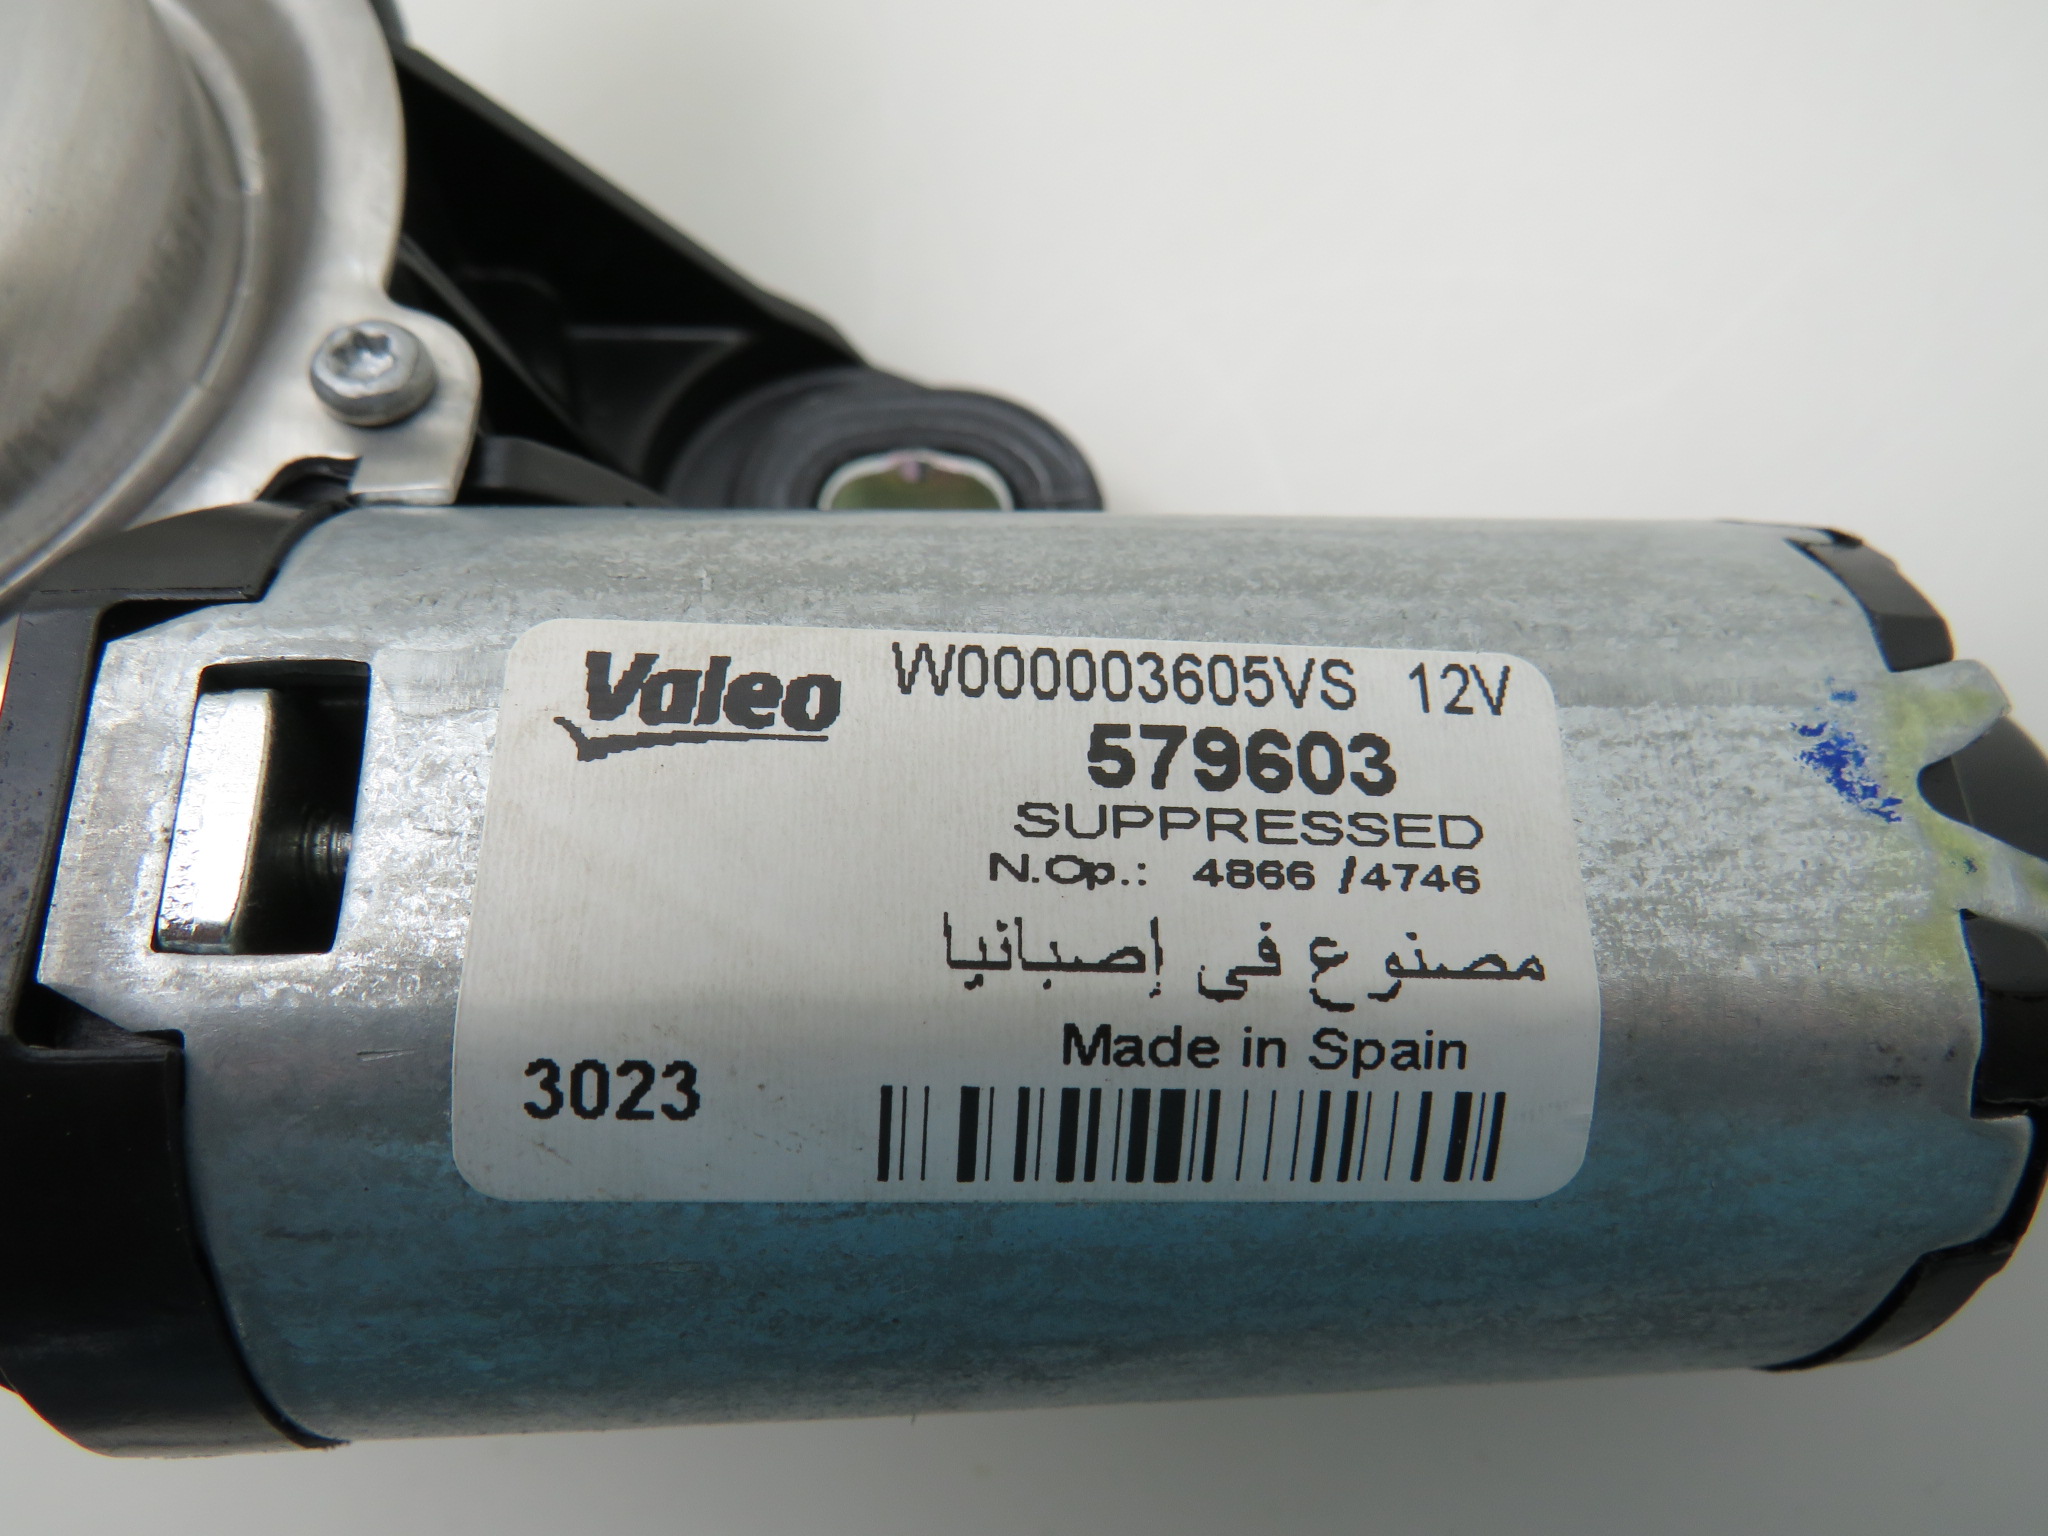 Valeo W000003605VS 12V
579603
SUPPRESSED
N.Op.: 4866 /4746
مصنوع في إصبانيا
Made in Spain
3023